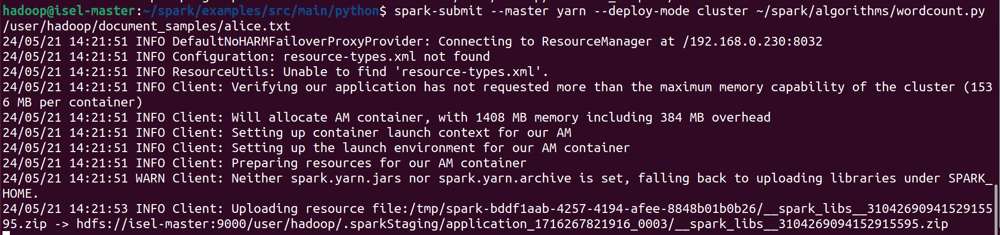 hadoop@isel-master:~/spark/examples/src/main/python$ spark-submit --master yarn --deploy-mode cluster ~/spark/algorithms/wordcount.py
/user/hadoop/document_samples/alice.txt
24/05/21 14:21:51 INFO DefaultNoHARMFailoverProxyProvider: Connecting to ResourceManager at /192.168.0.230:8032
24/05/21 14:21:51 INFO Configuration: resource-types.xml not found
24/05/21 14:21:51 INFO ResourceUtils: Unable to find 'resource-types.xml'.
24/05/21 14:21:51 INFO Client: Verifying our application has not requested more than the maximum memory capability of the cluster (153
6 MB per container)
24/05/21 14:21:51 INFO Client: Will allocate AM container, with 1408 MB memory including 384 MB overhead
24/05/21 14:21:51 INFO Client: Setting up container launch context for our AM
24/05/21 14:21:51 INFO Client: Setting up the launch environment for our AM container
24/05/21 14:21:51 INFO Client: Preparing resources for our AM container
24/05/21 14:21:51 WARN Client: Neither spark.yarn.jars nor spark.yarn.archive is set, falling back to uploading libraries under SPARK_
HOME.
24/05/21 14:21:53 INFO Client: Uploading resource file:/tmp/spark-bddf1aab-4257-4194-afee-8848b01b0b26/__spark_libs__31042690941529155
95.zip -> hdfs://isel-master:9000/user/hadoop/.sparkStaging/application_1716267821916_0003/__spark_libs__3104269094152915595.zip